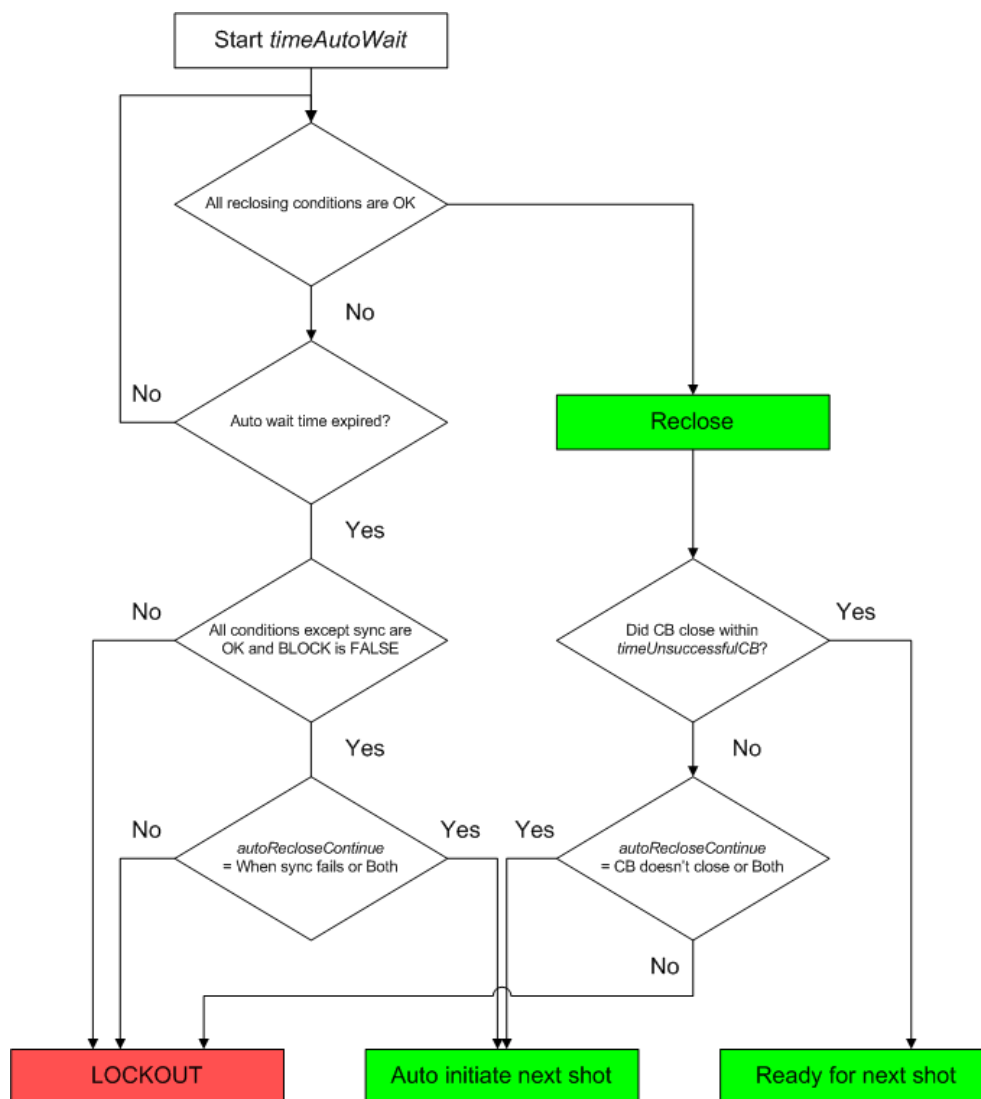 Start timeAutoWait
All reclosing conditions are OK
No
No
Auto wait time expired?
Reclose
Yes
No
All conditions except sync are
OK and BLOCK is FALSE
Did CB close within
timeUnsuccessfulCB?
Yes
Yes
No
No
autoRecloseContinue
= When sync fails or Both
Yes
Yes
autoRecloseContinue
= CB doesn't close or Both
No
LOCKOUT
Auto initiate next shot
Ready for next shot